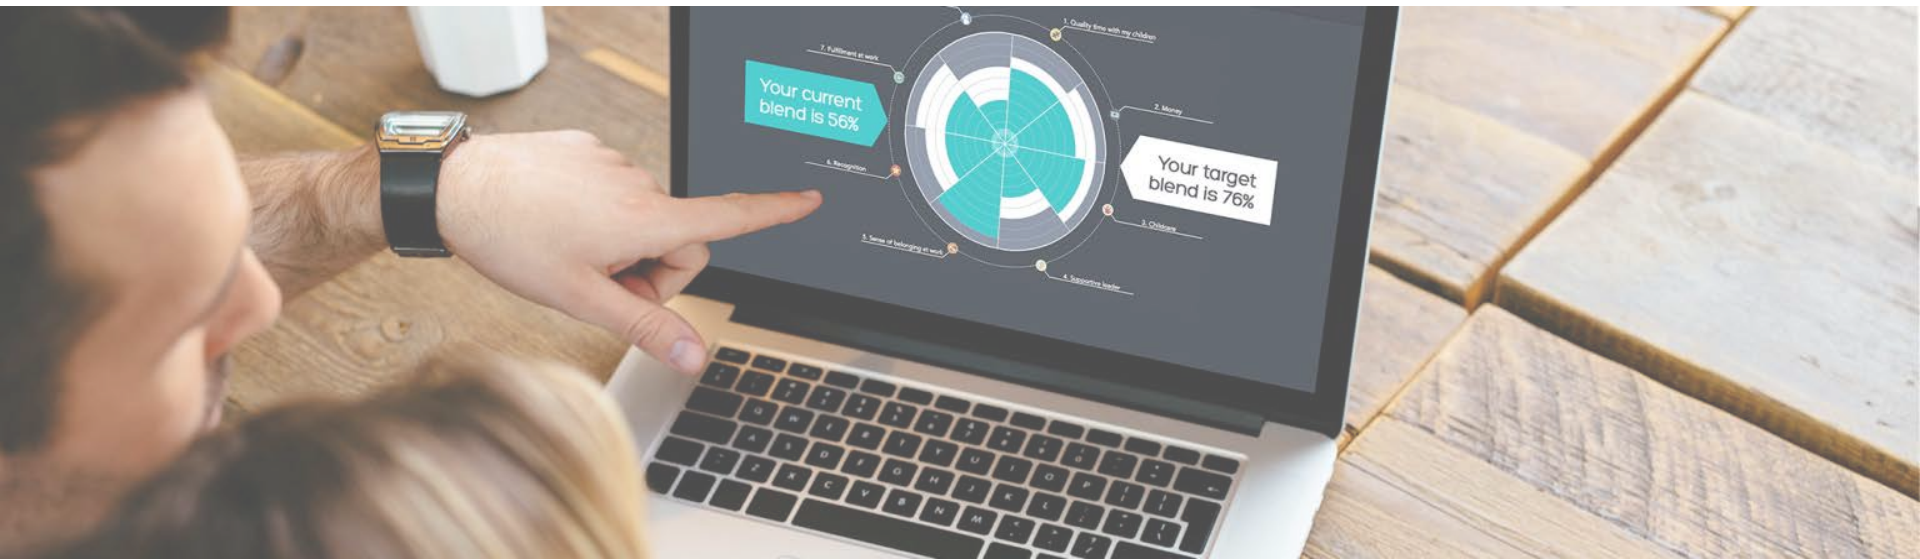 1. Quality time with my children
7. Fulfilment at work
Your current
blend is 56%
2. Money
6. Recognition
Your target
blend is 76%
3. Childcare
5. Sense of belonging at work
4. Supportive leader
Q W E R T Y U I O P
A S D F G H J K L
Z X C V B N M